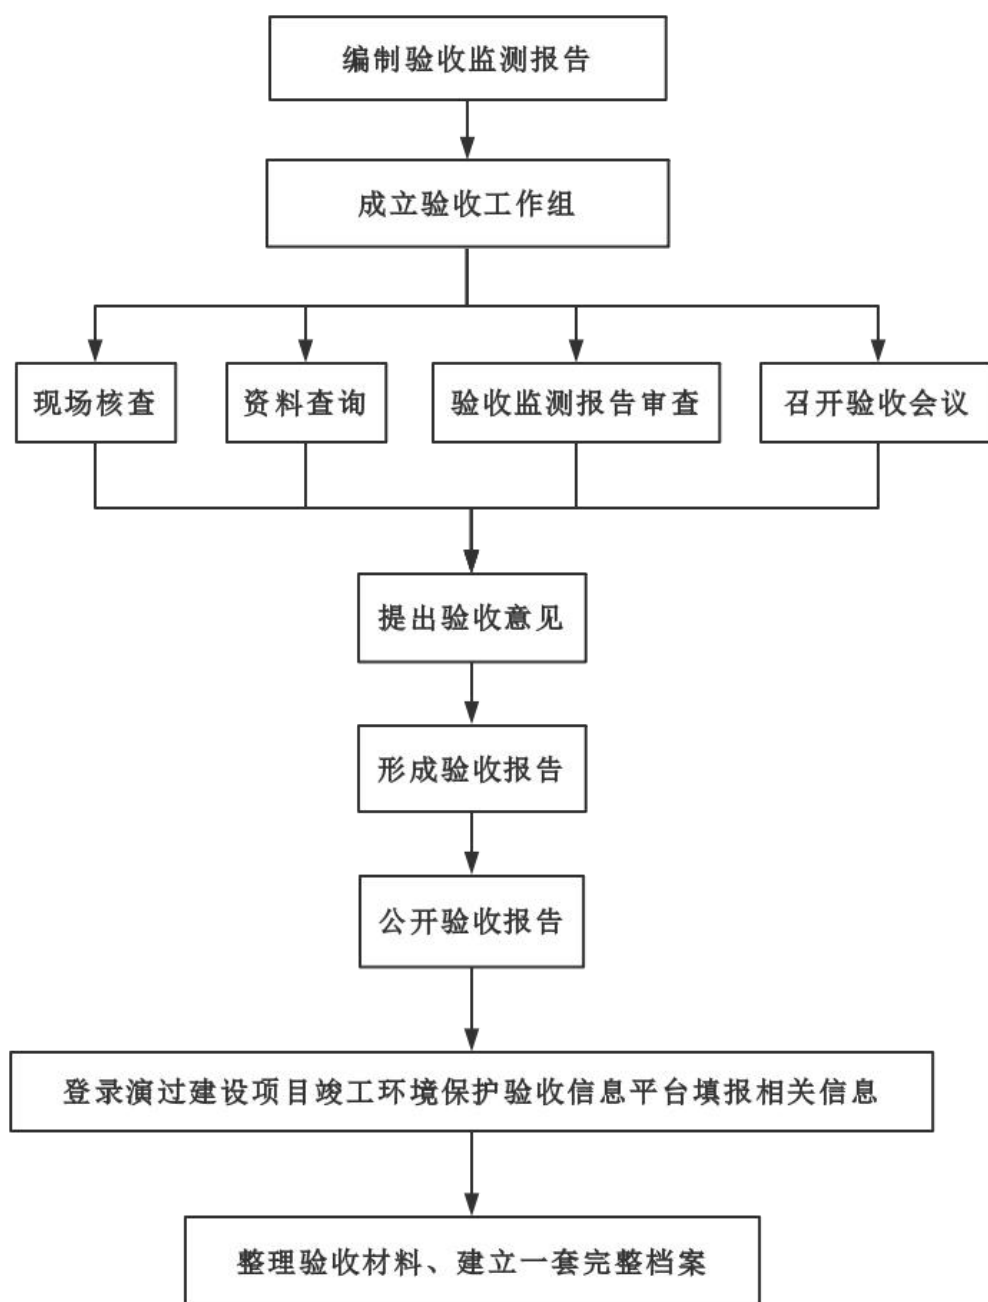 编制验收监测报告
成立验收工作组
现场核查
资料查询
验收监测报告审查
召开验收会议
提出验收意见
形成验收报告
公开验收报告
登录演过建设项目竣工环境保护验收信息平台填报相关信息
整理验收材料、建立一套完整档案